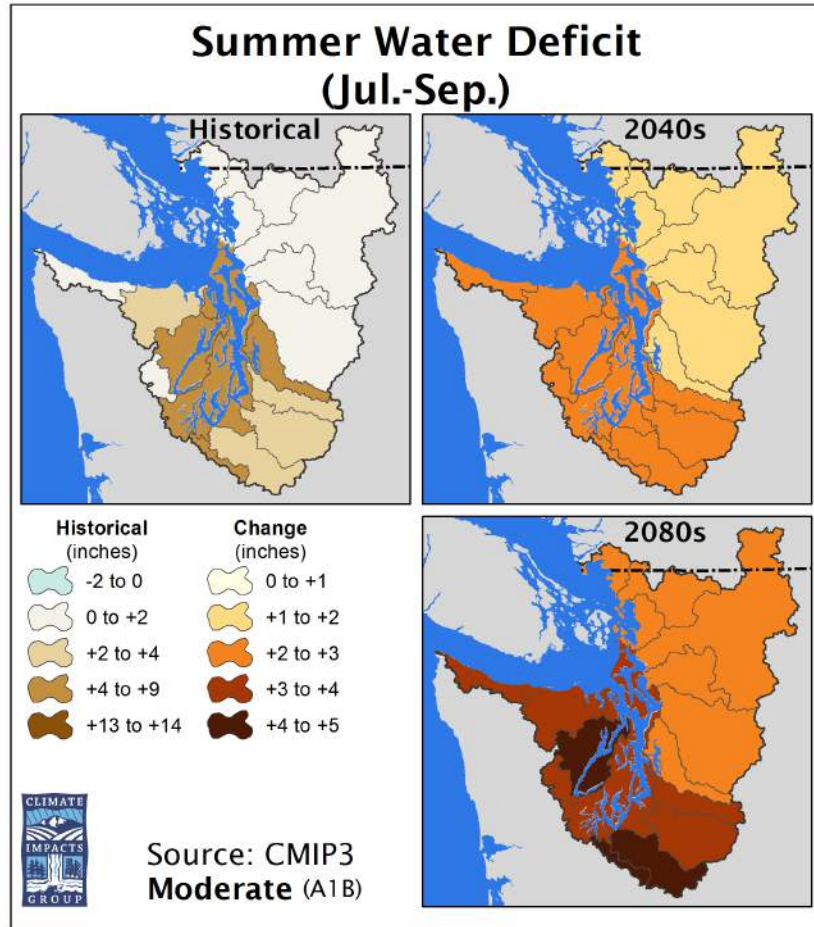 Summer Water Deficit
(Jul.-Sep.)
Historical
2040s
2080s
Historical
(inches)
-2 to 0
0 to +2
+2 to +4
+4 to +9
+13 to +14
Change
(inches)
0 to +1
+1 to +2
+2 to +3
+3 to +4
+4 to +5
CLIMATE
IMPACTS
GROUP
Source: CMIP3
Moderate (A1B)